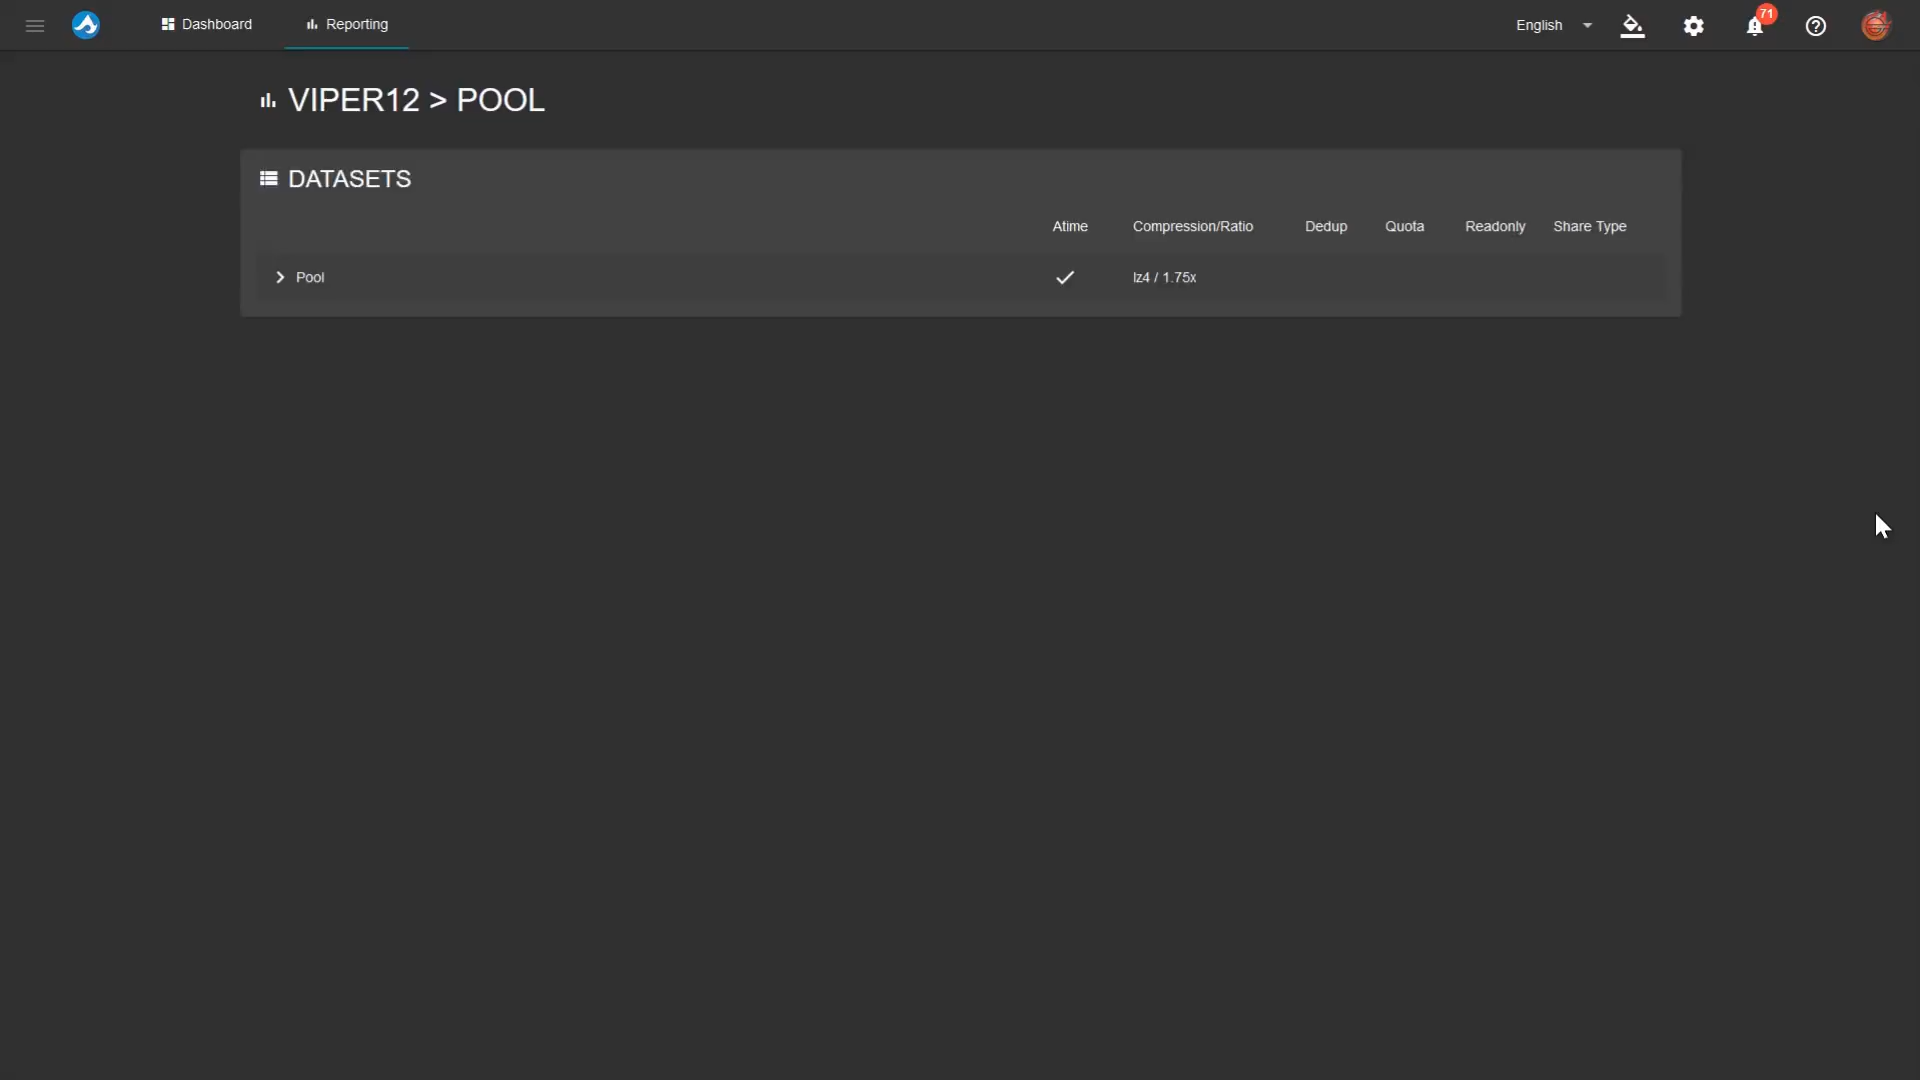 Dashboard Reporting English 71
VIPER12 > POOL
DATASETS
Atime Compression/Ratio Dedup Quota Readonly Share Type
Pool lz4 / 1.75x